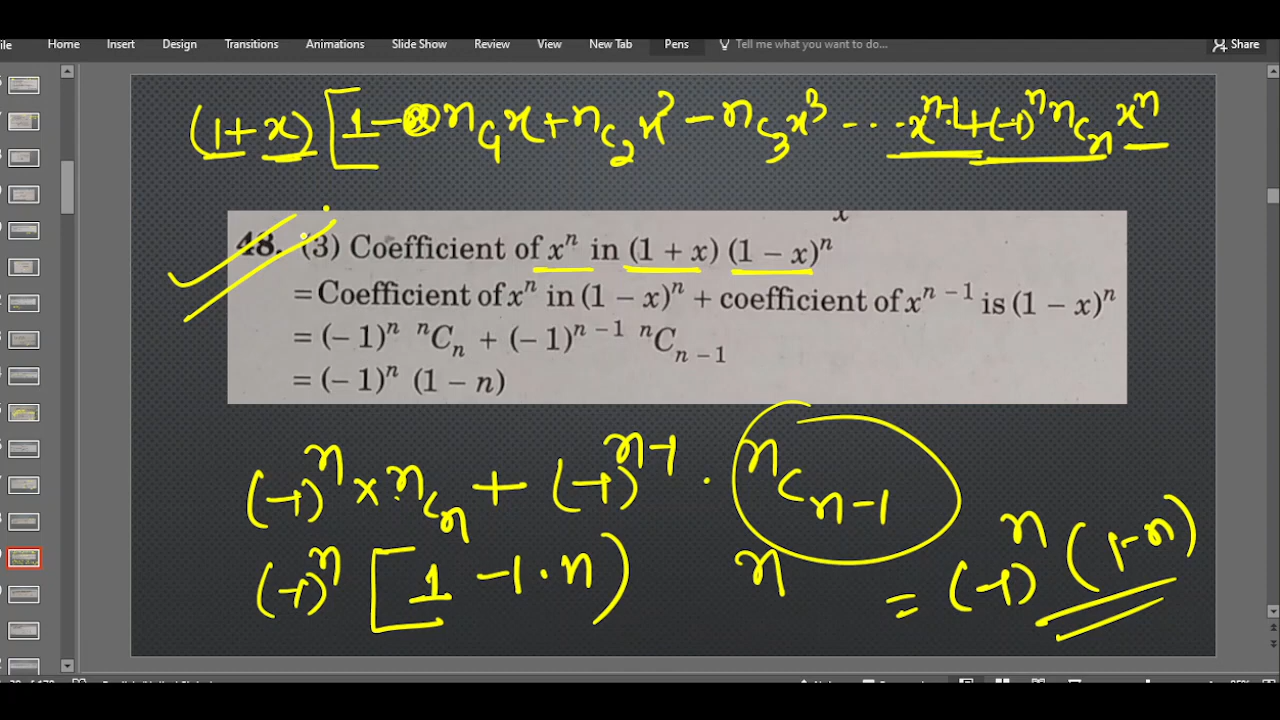 File Home Insert Design Transitions Animations Slide Show Review View New Tab Pens Tell me what you want to do... Share
(1+x) [1 - nC1x + nC2x² - nC3x³ - ... xⁿ⁻¹ + (-1)ⁿ nCn xⁿ
48. (3) Coefficient of xⁿ in (1 + x) (1 − x)ⁿ
= Coefficient of xⁿ in (1 − x)ⁿ + coefficient of xⁿ ⁻ ¹ is (1 − x)ⁿ
= (− 1)ⁿ ⁿCₙ + (− 1)ⁿ ⁻ ¹ ⁿCₙ ₋ ₁
= (− 1)ⁿ (1 − n)
(-1)ⁿ × nCn + (-1)ⁿ⁻¹ . nCn-1
(-1)ⁿ [1 - 1 . n) n = (-1)ⁿ (1-n)